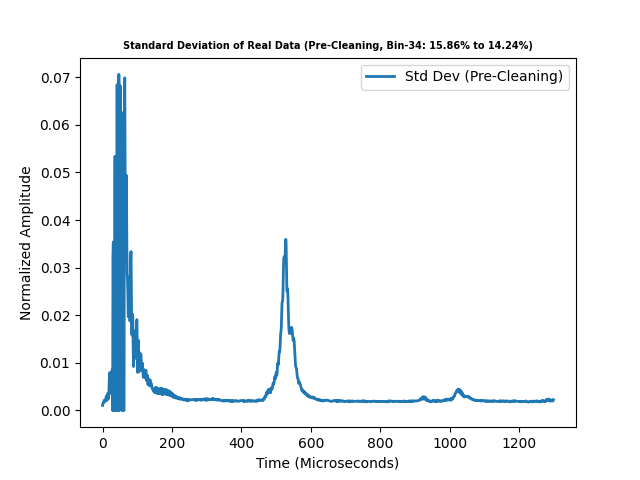 Standard Deviation of Real Data (Pre-Cleaning, Bin-34: 15.86% to 14.24%)
Std Dev (Pre-Cleaning)
Normalized Amplitude
0.07
0.06
0.05
0.04
0.03
0.02
0.01
0.00
0 200 400 600 800 1000 1200
Time (Microseconds)